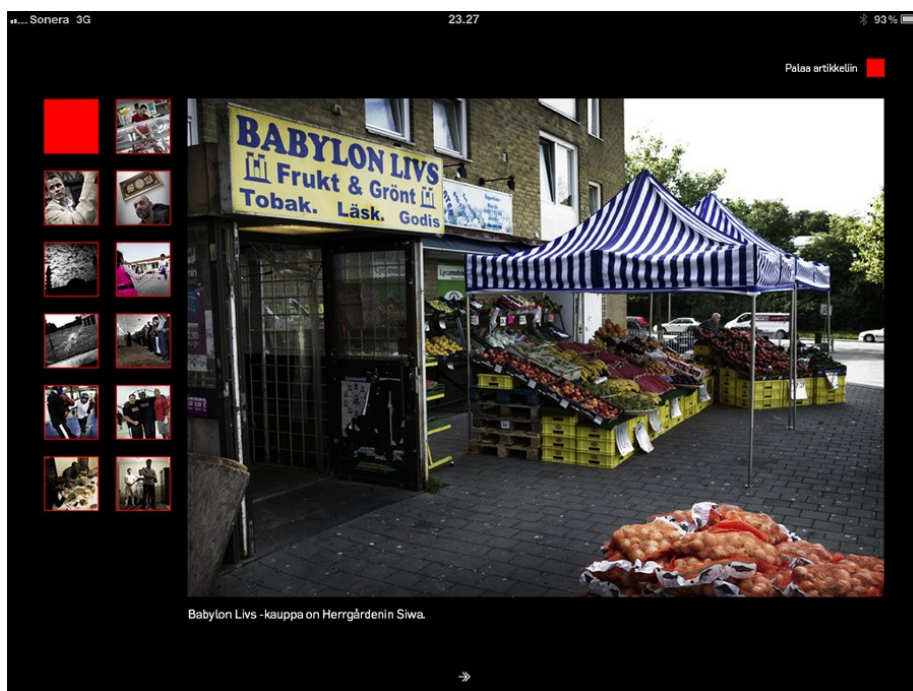 Sonera 3G
23.27
93%
Palaa artikkeliin
BABYLON LIVS
Frukt & Grönt
Tobak. Läsk. Godis
Babylon Livs -kauppa on Herrgårdenin Siwa.